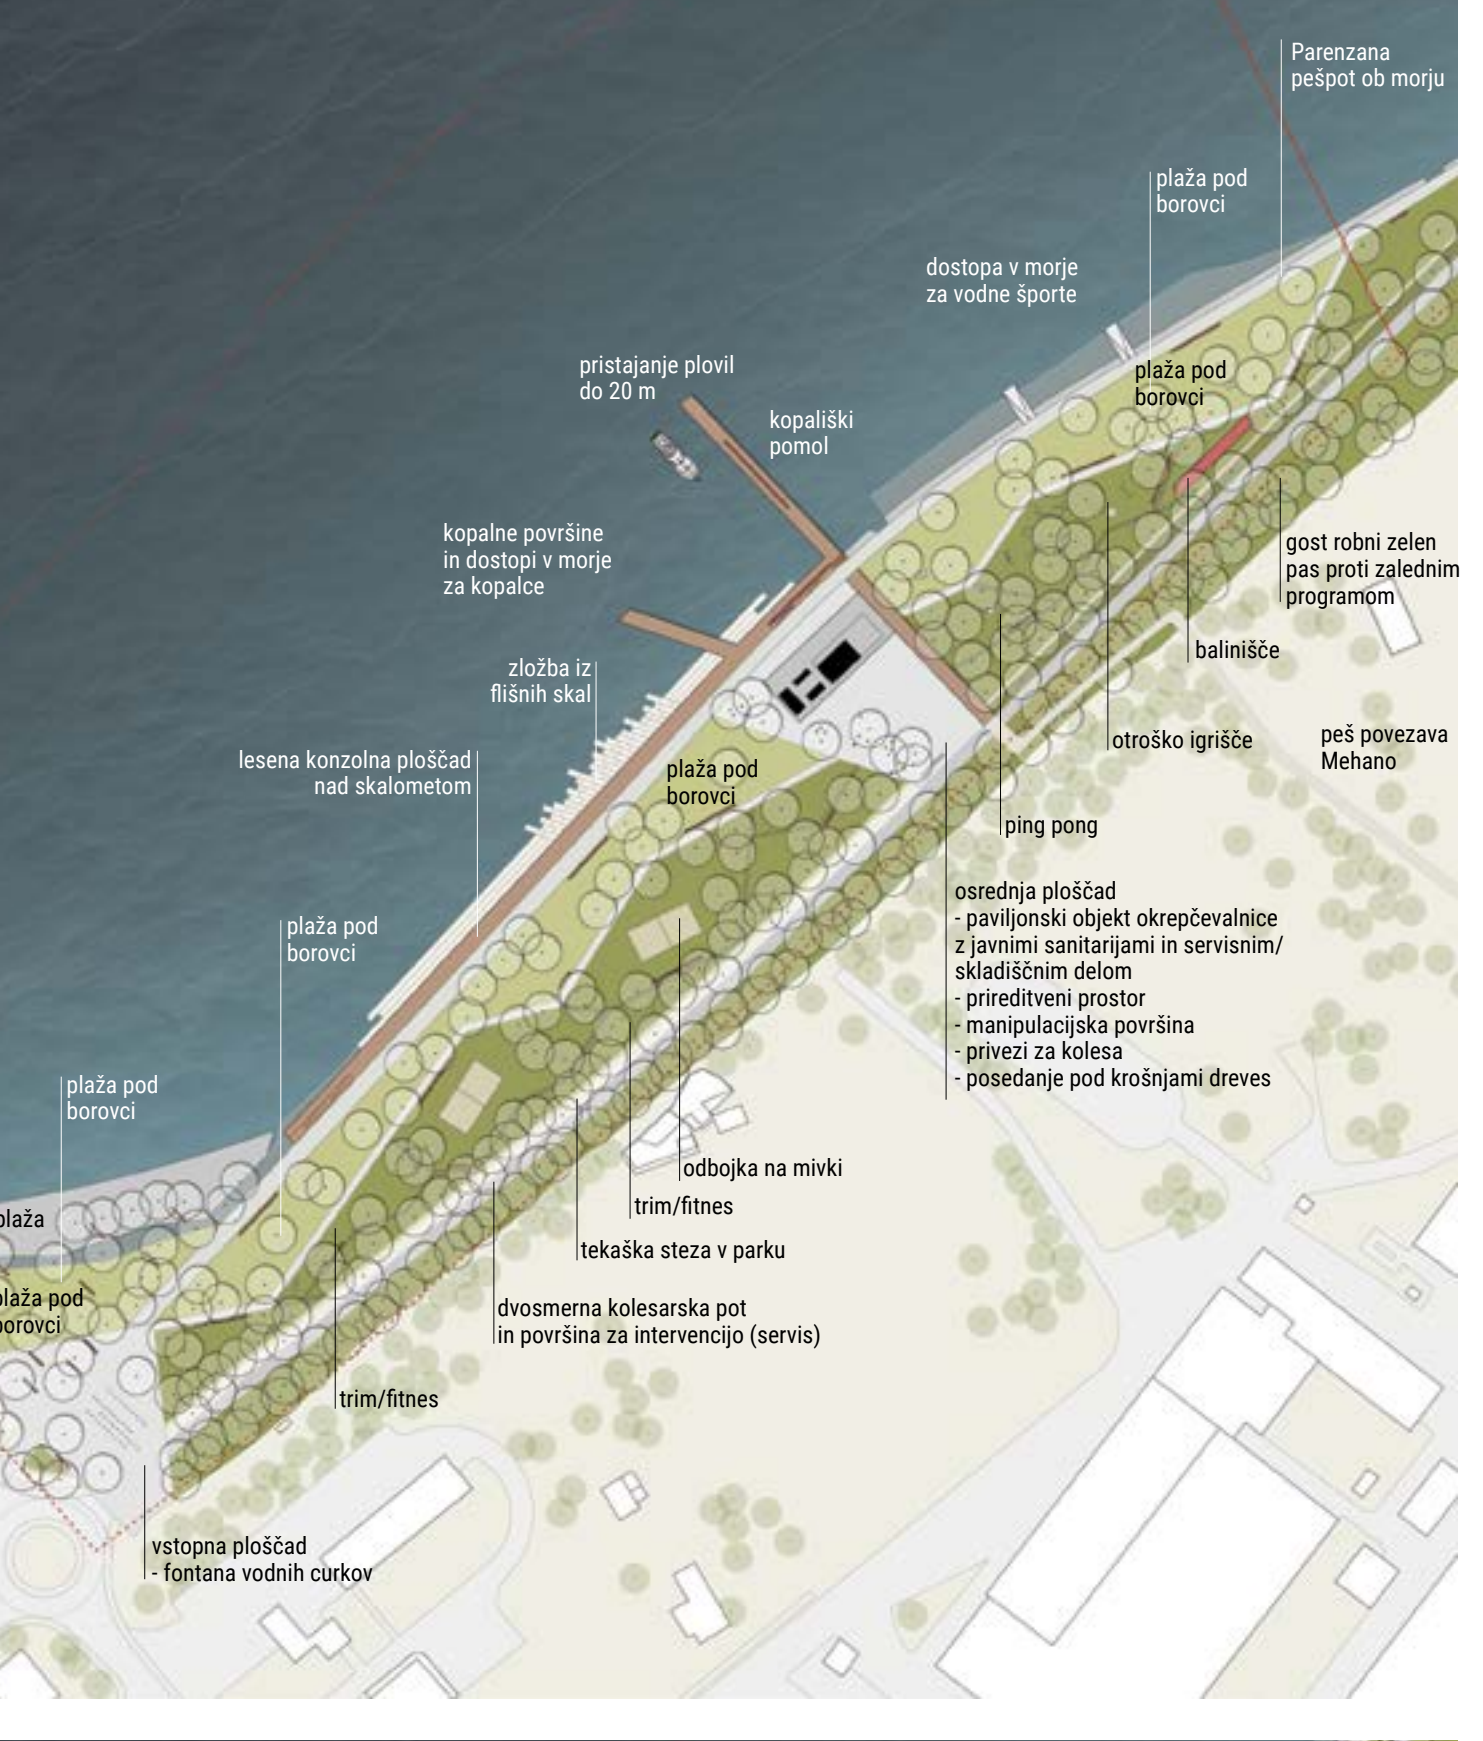 Parenzana
pešpot ob morju
plaža pod
borovci
dostopa v morje
za vodne športe
pristajanje plovil
do 20 m
plaža pod
borovci
kopališki
pomol
kopalne površine
in dostopi v morje
za kopalce
gost robni zelen
pas proti zalednim
programom
balinišče
zložba iz
flišnih skal
otroško igrišče
peš povezava
Mehano
lesena konzolna ploščad
nad skalometom
plaža pod
borovci
ping pong
osrednja ploščad
- paviljonski objekt okrepčevalnice
z javnimi sanitarijami in servisnim/
skladiščnim delom
- prireditveni prostor
- manipulacijska površina
- privezi za kolesa
- posedanje pod krošnjami dreves
plaža pod
borovci
plaža pod
borovci
odbojka na mivki
trim/fitnes
plaža
tekaška steza v parku
plaža pod
borovci
dvosmerna kolesarska pot
in površina za intervencijo (servis)
trim/fitnes
vstopna ploščad
- fontana vodnih curkov